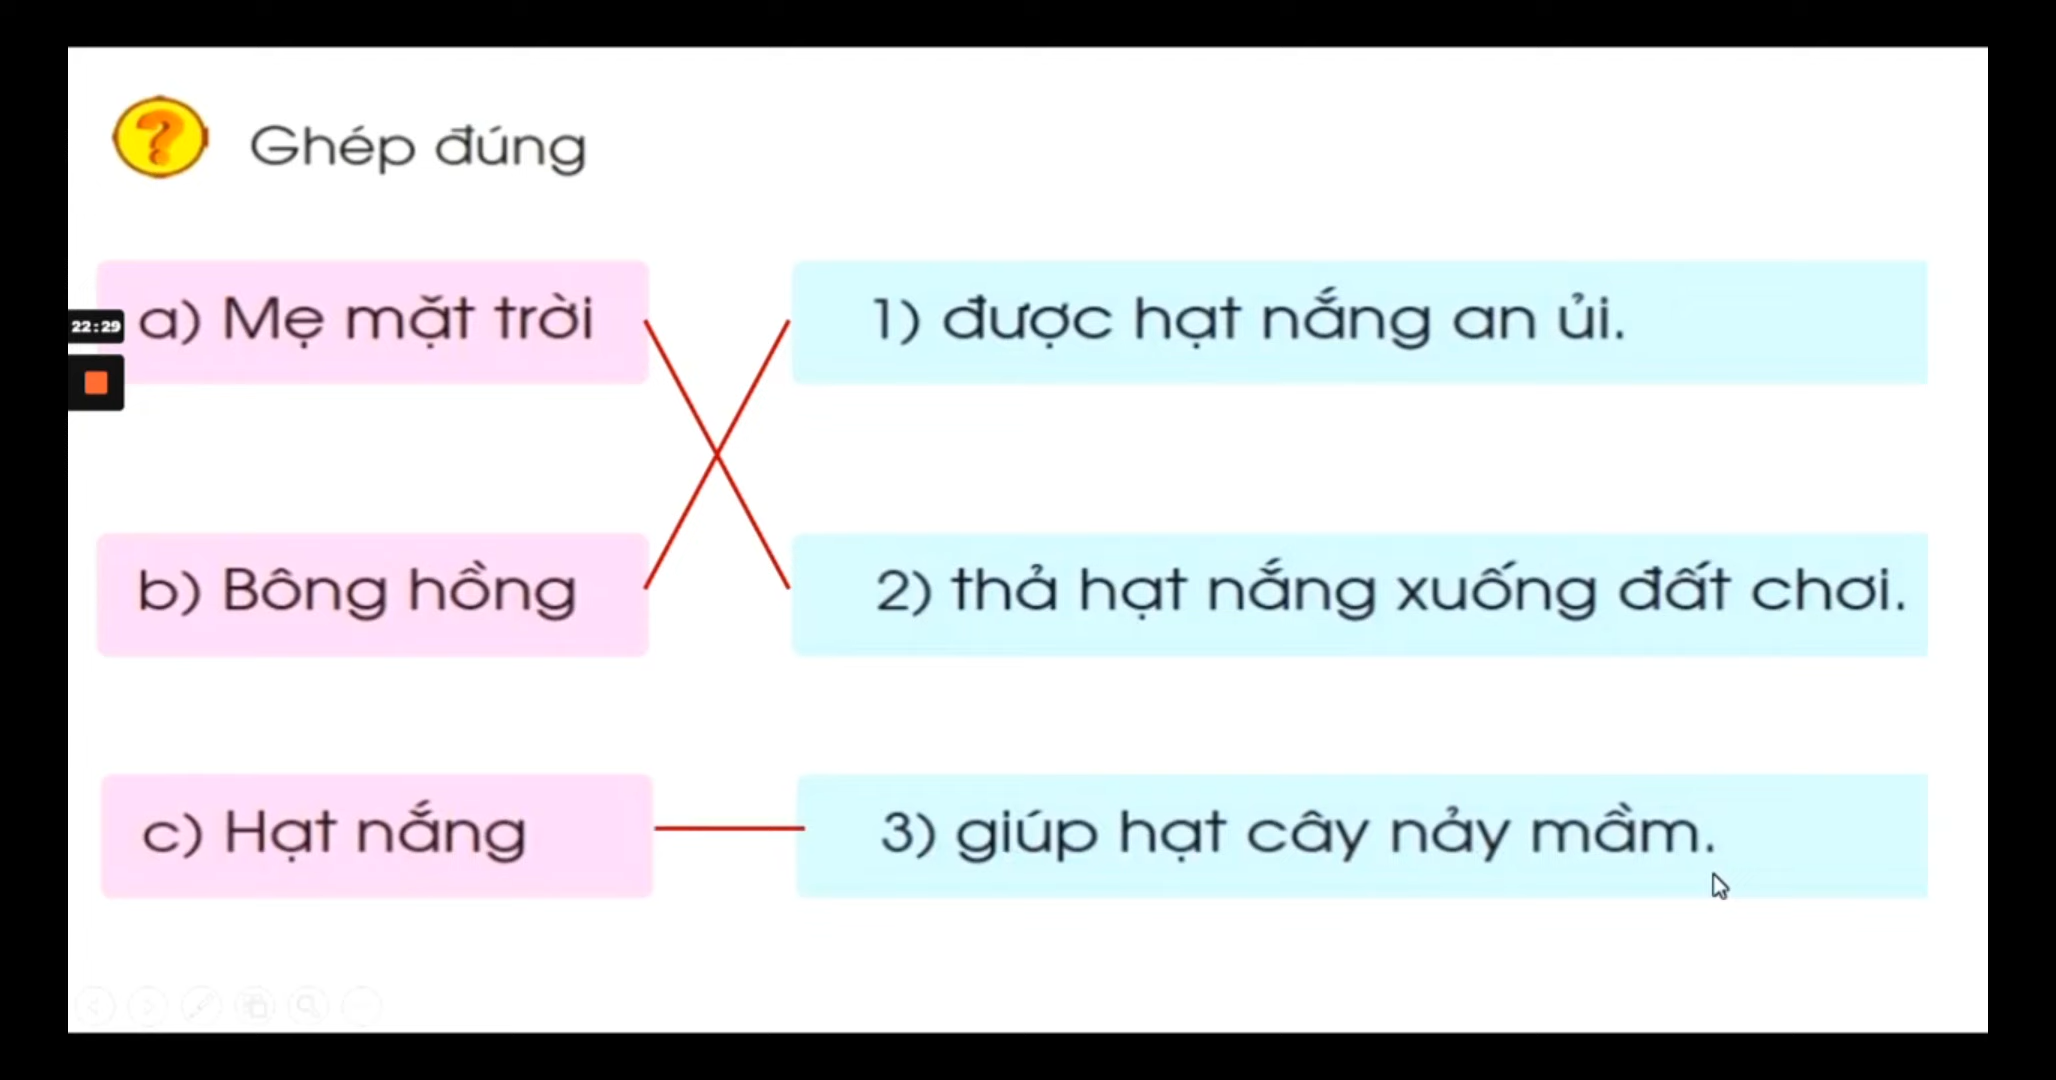 ?
Ghép đúng
a) Mẹ mặt trời
1) được hạt nắng an ủi.
22:29
b) Bông hồng
2) thả hạt nắng xuống đất chơi.
c) Hạt nắng
3) giúp hạt cây nảy mầm.